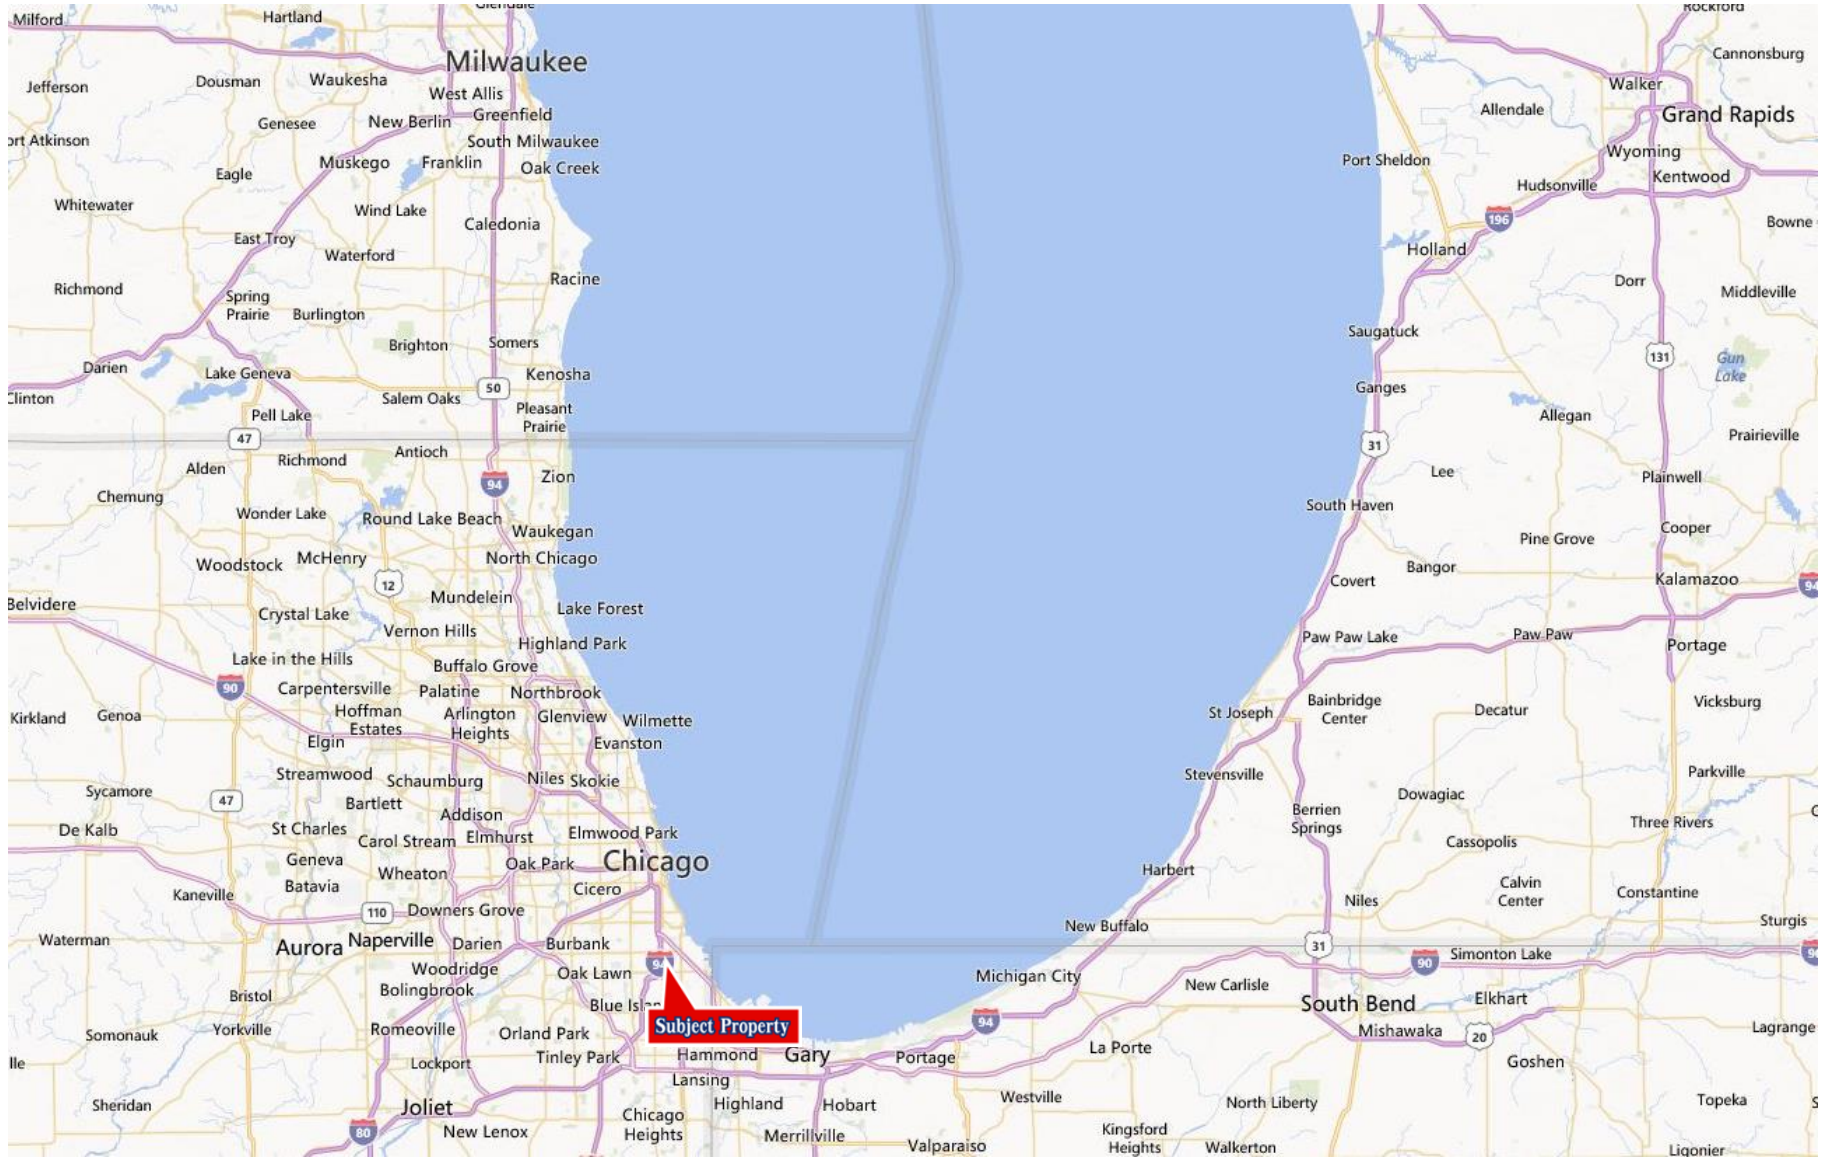 Milford
Hartland
Glendale
Rockford
Milwaukee
Cannonsburg
Jefferson
Dousman
Waukesha
West Allis
Walker
Allendale
Grand Rapids
Genesee
New Berlin
Greenfield
ort Atkinson
South Milwaukee
Muskego
Franklin
Oak Creek
Port Sheldon
Wyoming
Eagle
Hudsonville
Kentwood
Whitewater
Wind Lake
Caledonia
196
Bowne
East Troy
Waterford
Holland
Racine
Richmond
Spring
Prairie
Burlington
Dorr
Middleville
Saugatuck
Brighton
Somers
131
Gun
Lake
Darien
Lake Geneva
Kenosha
50
Ganges
Clinton
Salem Oaks
Pell Lake
Pleasant
Prairie
Allegan
47
31
Prairieville
Antioch
Alden
Richmond
Zion
94
Lee
Plainwell
Chemung
Wonder Lake
Round Lake Beach
South Haven
Waukegan
Cooper
Pine Grove
Woodstock
McHenry
North Chicago
Bangor
12
Covert
Kalamazoo
94
Belvidere
Mundelein
Crystal Lake
Lake Forest
Vernon Hills
Paw Paw Lake
Paw Paw
Highland Park
Portage
Lake in the Hills
Buffalo Grove
90
Carpentersville
Palatine
Northbrook
Bainbridge
Center
Vicksburg
Kirkland
Genoa
Hoffman
Estates
Arlington
Heights
Glenview
Wilmette
St Joseph
Decatur
Elgin
Evanston
Streamwood
Schaumburg
Niles
Skokie
Stevensville
Parkville
Sycamore
47
Bartlett
Dowagiac
Addison
Berrien
Springs
De Kalb
St Charles
Carol Stream
Elmhurst
Elmwood Park
Three Rivers
Cassopolis
Geneva
Oak Park
Chicago
Wheaton
Harbert
Batavia
Cicero
Calvin
Center
Kaneville
Constantine
110
Downers Grove
Niles
New Buffalo
Sturgis
Waterman
Aurora
Naperville
Darien
Burbank
31
Simonton Lake
90
94
Woodridge
Oak Lawn
Michigan City
Bolingbrook
New Carlisle
Bristol
Blue Islan
South Bend
Elkhart
Somonauk
Yorkville
Romeoville
Orland Park
Subject Property
94
Mishawaka
20
Lagrange
lle
Lockport
Tinley Park
Hammond
Gary
Portage
La Porte
Goshen
Lansing
Sheridan
Joliet
Highland
Hobart
Westville
North Liberty
Topeka
80
New Lenox
Chicago
Heights
Merrillville
Valparaiso
Kingsford
Heights
Walkerton
Ligonier